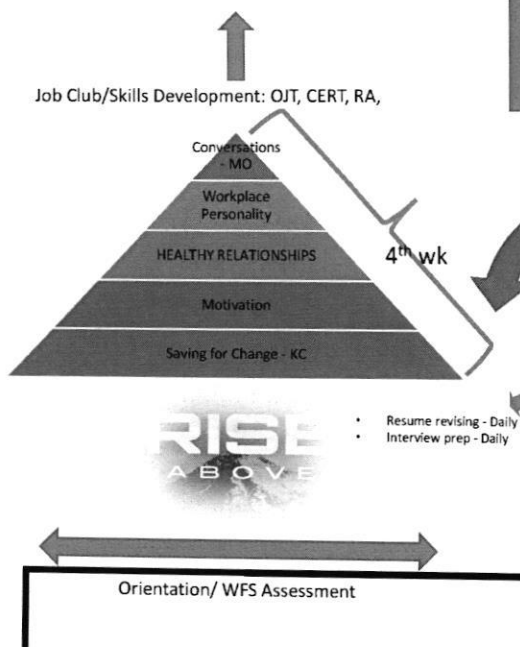 Job Club/Skills Development: OJT, CERT, RA,
Conversations
- MO
Workplace
Personality
HEALTHY RELATIONSHIPS
Motivation
Saving for Change - KC
4th wk
RISE
ABOVE
• Resume revising - Daily
• Interview prep - Daily
Orientation/ WFS Assessment